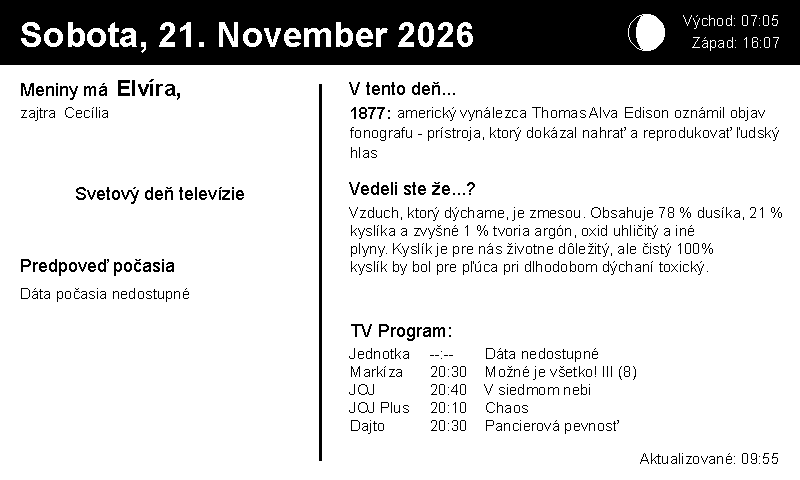 Sobota, 21. November 2026
Východ: 07:05
Západ: 16:07
Meniny má Elvíra,
zajtra Cecília
Svetový deň televízie
Predpoveď počasia
Dáta počasia nedostupné
V tento deň...
1877: americký vynálezca Thomas Alva Edison oznámil objav
fonografu - prístroja, ktorý dokázal nahrať a reprodukovať ľudský
hlas
Vedeli ste že...?
Vzduch, ktorý dýchame, je zmesou. Obsahuje 78 % dusíka, 21 %
kyslíka a zvyšné 1 % tvoria argón, oxid uhličitý a iné
plyny. Kyslík je pre nás životne dôležitý, ale čistý 100%
kyslík by bol pre pľúca pri dlhodobom dýchaní toxický.
TV Program:
Jednotka --:-- Dáta nedostupné
Markíza 20:30 Možné je všetko! III (8)
JOJ 20:40 V siedmom nebi
JOJ Plus 20:10 Chaos
Dajto 20:30 Pancierová pevnosť
Aktualizované: 09:55